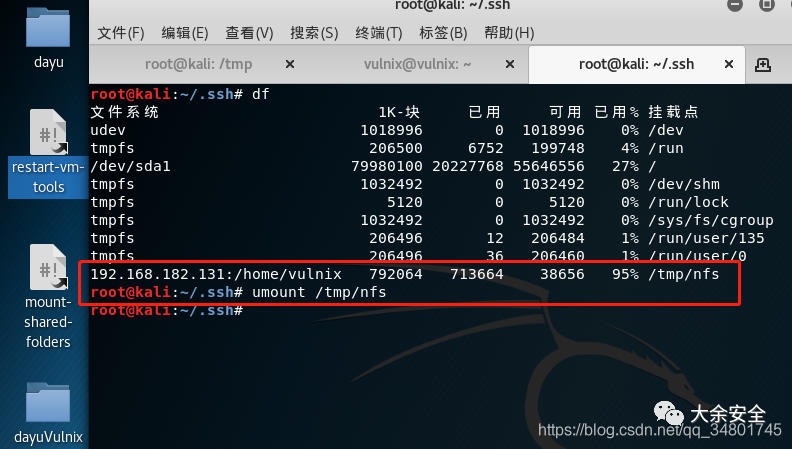 root@kali: ~/.ssh
文件(F) 编辑(E) 查看(V) 搜索(S) 终端(T) 标签(B) 帮助(H)
root@kali: /tmp × vulnix@vulnix: ~ × root@kali: ~/.ssh ×
root@kali:~/.ssh# df
文件系统 1K-块 已用 可用 已用% 挂载点
udev 1018996 0 1018996 0% /dev
tmpfs 206500 6752 199748 4% /run
/dev/sda1 79980100 20227768 55646556 27% /
tmpfs 1032492 0 1032492 0% /dev/shm
tmpfs 5120 0 5120 0% /run/lock
tmpfs 1032492 0 1032492 0% /sys/fs/cgroup
tmpfs 206496 12 206484 1% /run/user/135
tmpfs 206496 36 206460 1% /run/user/0
192.168.182.131:/home/vulnix 792064 713664 38656 95% /tmp/nfs
root@kali:~/.ssh# umount /tmp/nfs
root@kali:~/.ssh#
dayu
#!
restart-vm-
tools
#!
mount-
shared-
folders
dayuVulnix
大余安全
https://blog.csdn.net/qq_34801745